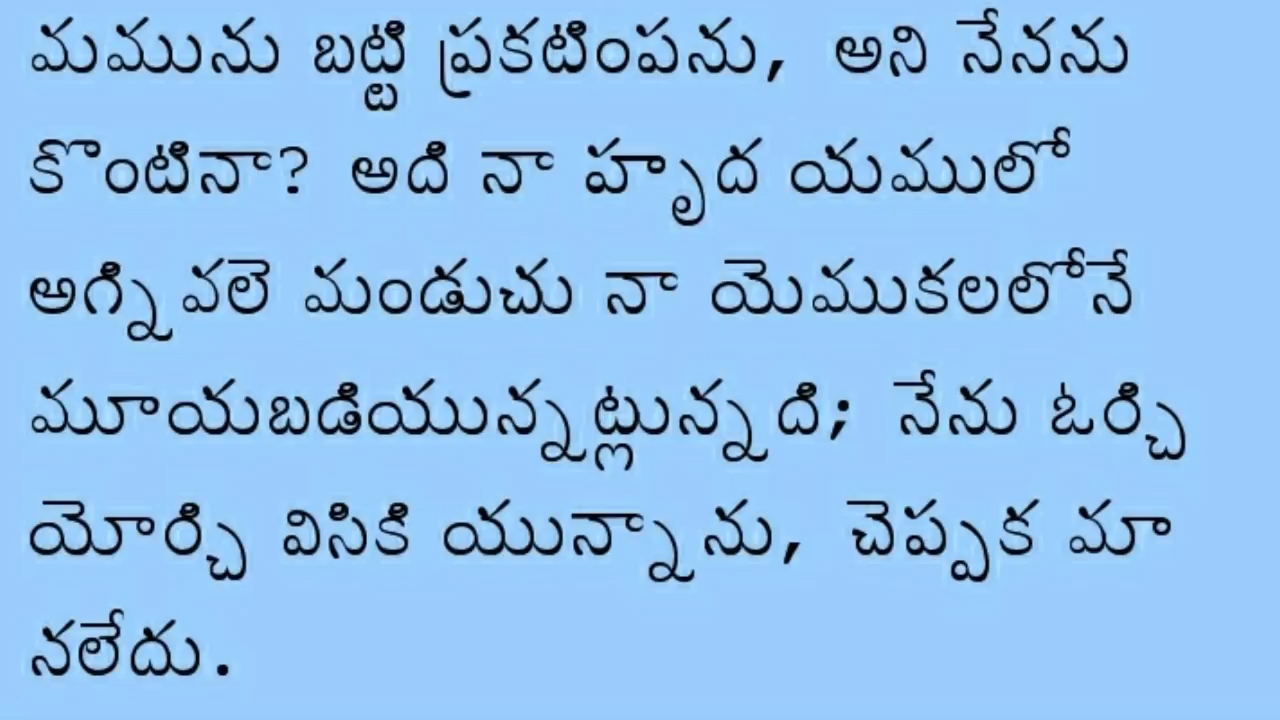 మమును బట్టి ప్రకటింపను, అని నేనను
కొంటినా? అది నా హృద యములో
అగ్నివలె మండుచు నా యెముకలలోనే
మూయబడియున్నట్లున్నది; నేను ఓర్చి
యోర్చి విసికి యున్నాను, చెప్పక మా
నలేదు.